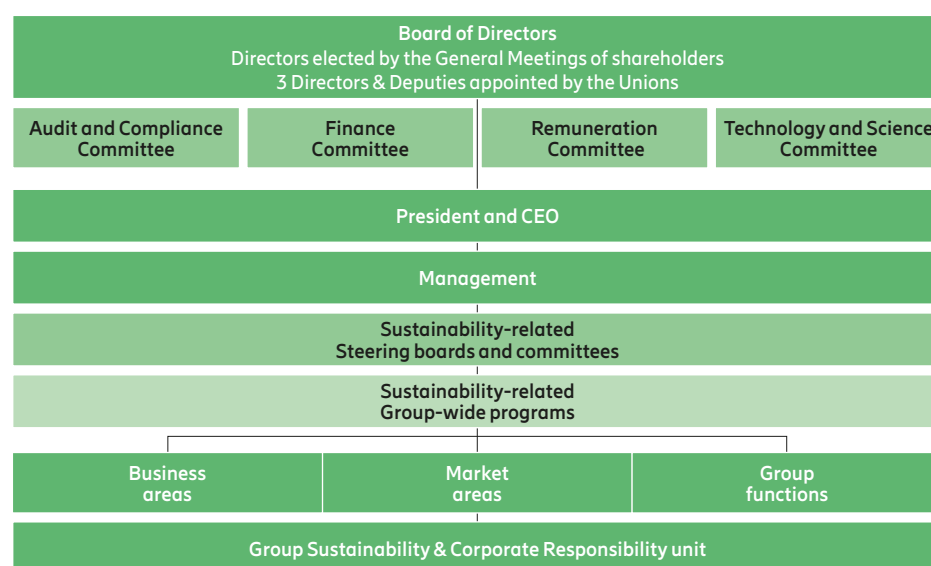 Board of Directors
Directors elected by the General Meetings of shareholders
3 Directors & Deputies appointed by the Unions
Audit and Compliance
Committee
Finance
Committee
Remuneration
Committee
Technology and Science
Committee
President and CEO
Management
Sustainability-related
Steering boards and committees
Sustainability-related
Group-wide programs
Business
areas
Market
areas
Group
functions
Group Sustainability & Corporate Responsibility unit